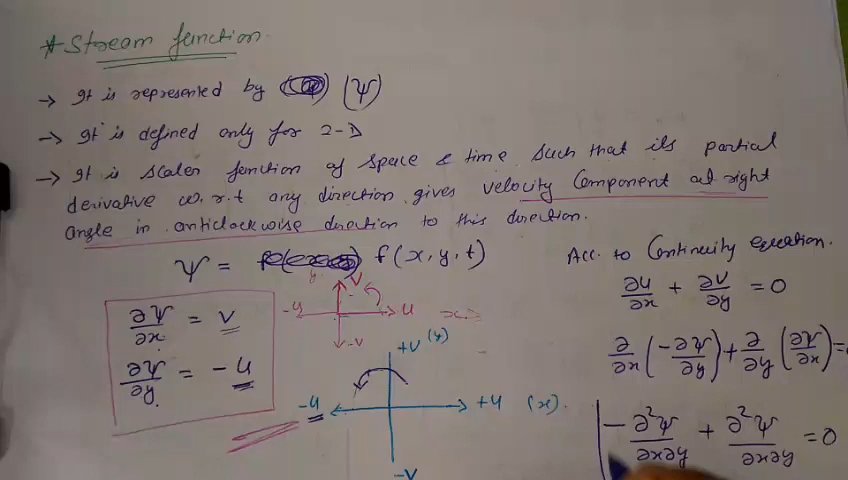 * Stream function.
→ It is represented by (ψ)
→ It is defined only for 2-D
→ It is scaler function of space & time such that its partial
derivative w.r.t any direction gives velocity Component at right
angle in anticlockwise direction to this direction.
ψ = f(x, y, t)
∂ψ/∂x = v
∂ψ/∂y = -u
y
v
-u
u
-v
+v (y)
-u
+u (x).
-v
Acc. to Continuity equation.
∂u/∂x + ∂v/∂y = 0
∂/∂x (-∂ψ/∂y) + ∂/∂y (∂ψ/∂x) =
- ∂²ψ/∂x∂y + ∂²ψ/∂x∂y = 0